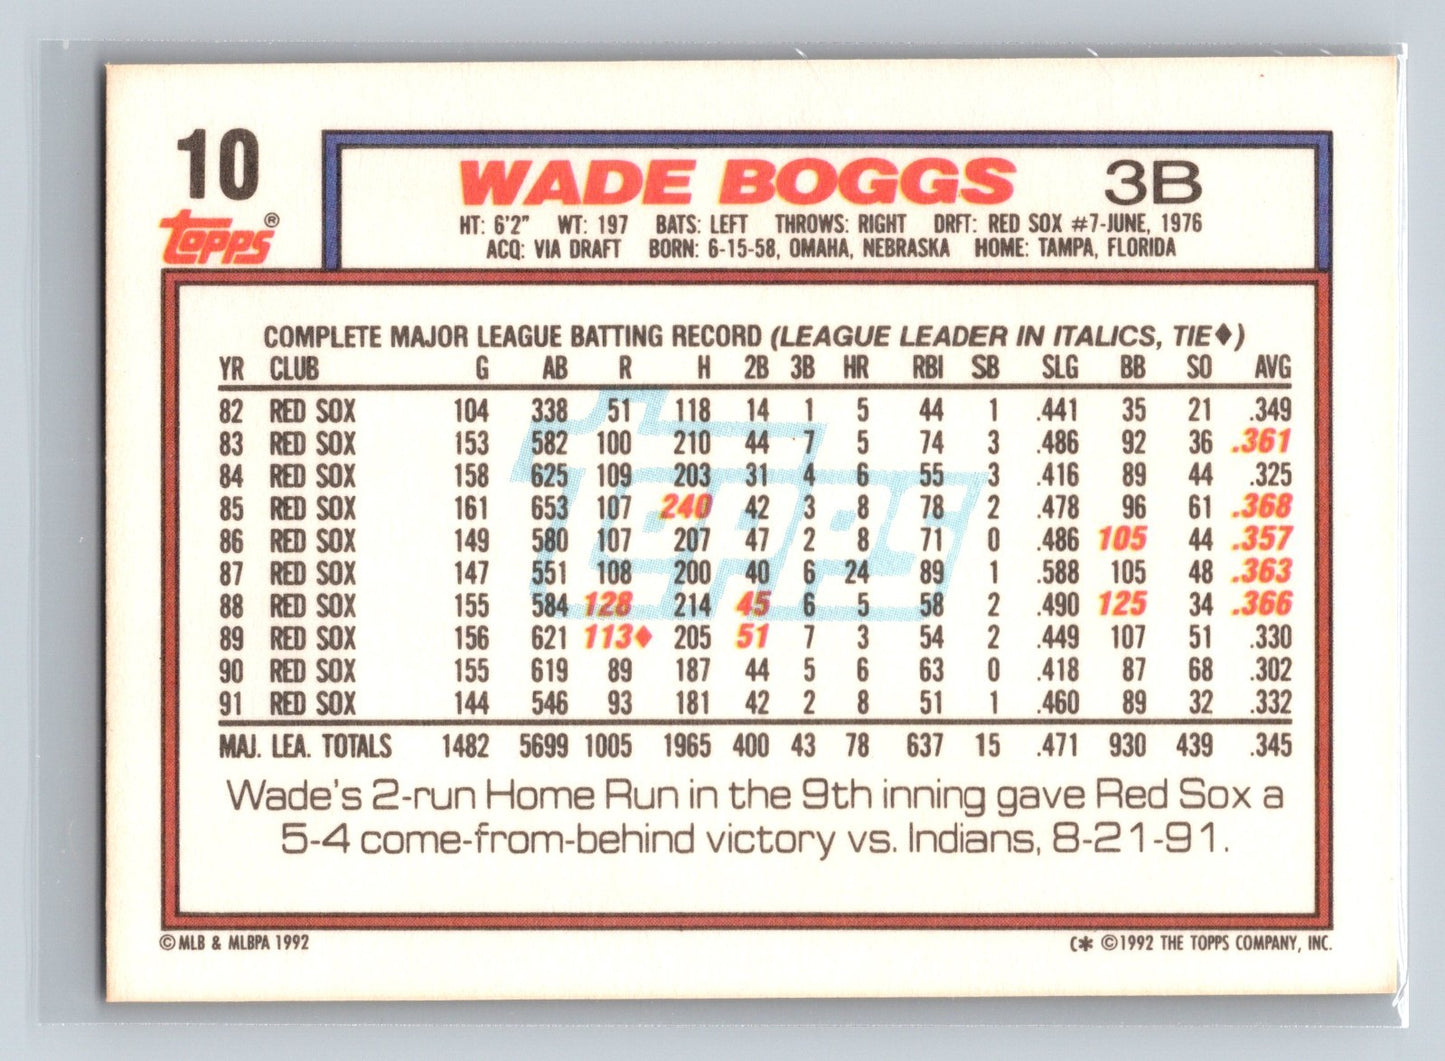 10
Topps®
WADE BOGGS 3B
HT: 6'2" WT: 197 BATS: LEFT THROWS: RIGHT DRFT: RED SOX #7-JUNE, 1976
ACQ: VIA DRAFT BORN: 6-15-58, OMAHA, NEBRASKA HOME: TAMPA, FLORIDA
COMPLETE MAJOR LEAGUE BATTING RECORD (LEAGUE LEADER IN ITALICS, TIE♦)
YR CLUB G AB R H 2B 3B HR RBI SB SLG BB SO AVG
82 RED SOX 104 338 51 118 14 1 5 44 1 .441 35 21 .349
83 RED SOX 153 582 100 210 44 7 5 74 3 .486 92 36 .361
84 RED SOX 158 625 109 203 31 4 6 55 3 .416 89 44 .325
85 RED SOX 161 653 107 240 42 3 8 78 2 .478 96 61 .368
86 RED SOX 149 580 107 207 47 2 8 71 0 .486 105 44 .357
87 RED SOX 147 551 108 200 40 6 24 89 1 .588 105 48 .363
88 RED SOX 155 584 128 214 45 6 5 58 2 .490 125 34 .366
89 RED SOX 156 621 113♦ 205 51 7 3 54 2 .449 107 51 .330
90 RED SOX 155 619 89 187 44 5 6 63 0 .418 87 68 .302
91 RED SOX 144 546 93 181 42 2 8 51 1 .460 89 32 .332
MAJ. LEA. TOTALS 1482 5699 1005 1965 400 43 78 637 15 .471 930 439 .345
Topps
Wade's 2-run Home Run in the 9th inning gave Red Sox a
5-4 come-from-behind victory vs. Indians, 8-21-91.
© MLB & MLBPA 1992
C* ©1992 THE TOPPS COMPANY, INC.